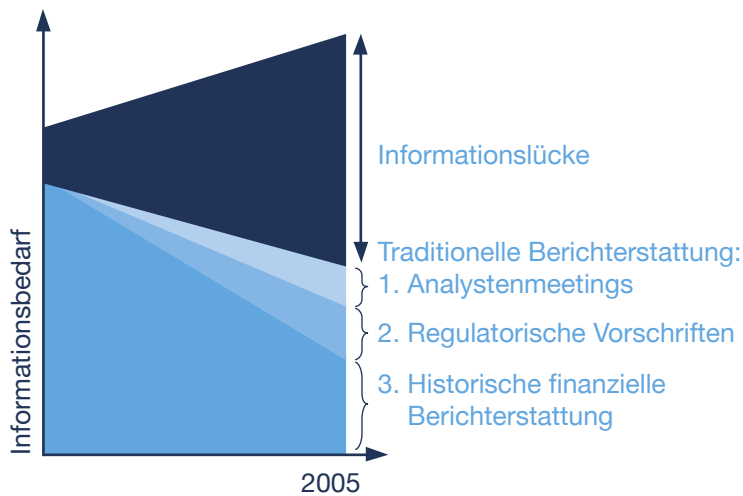 Informationsbedarf
Informationslücke
Traditionelle Berichterstattung:
1. Analystenmeetings
2. Regulatorische Vorschriften
3. Historische finanzielle
Berichterstattung
2005